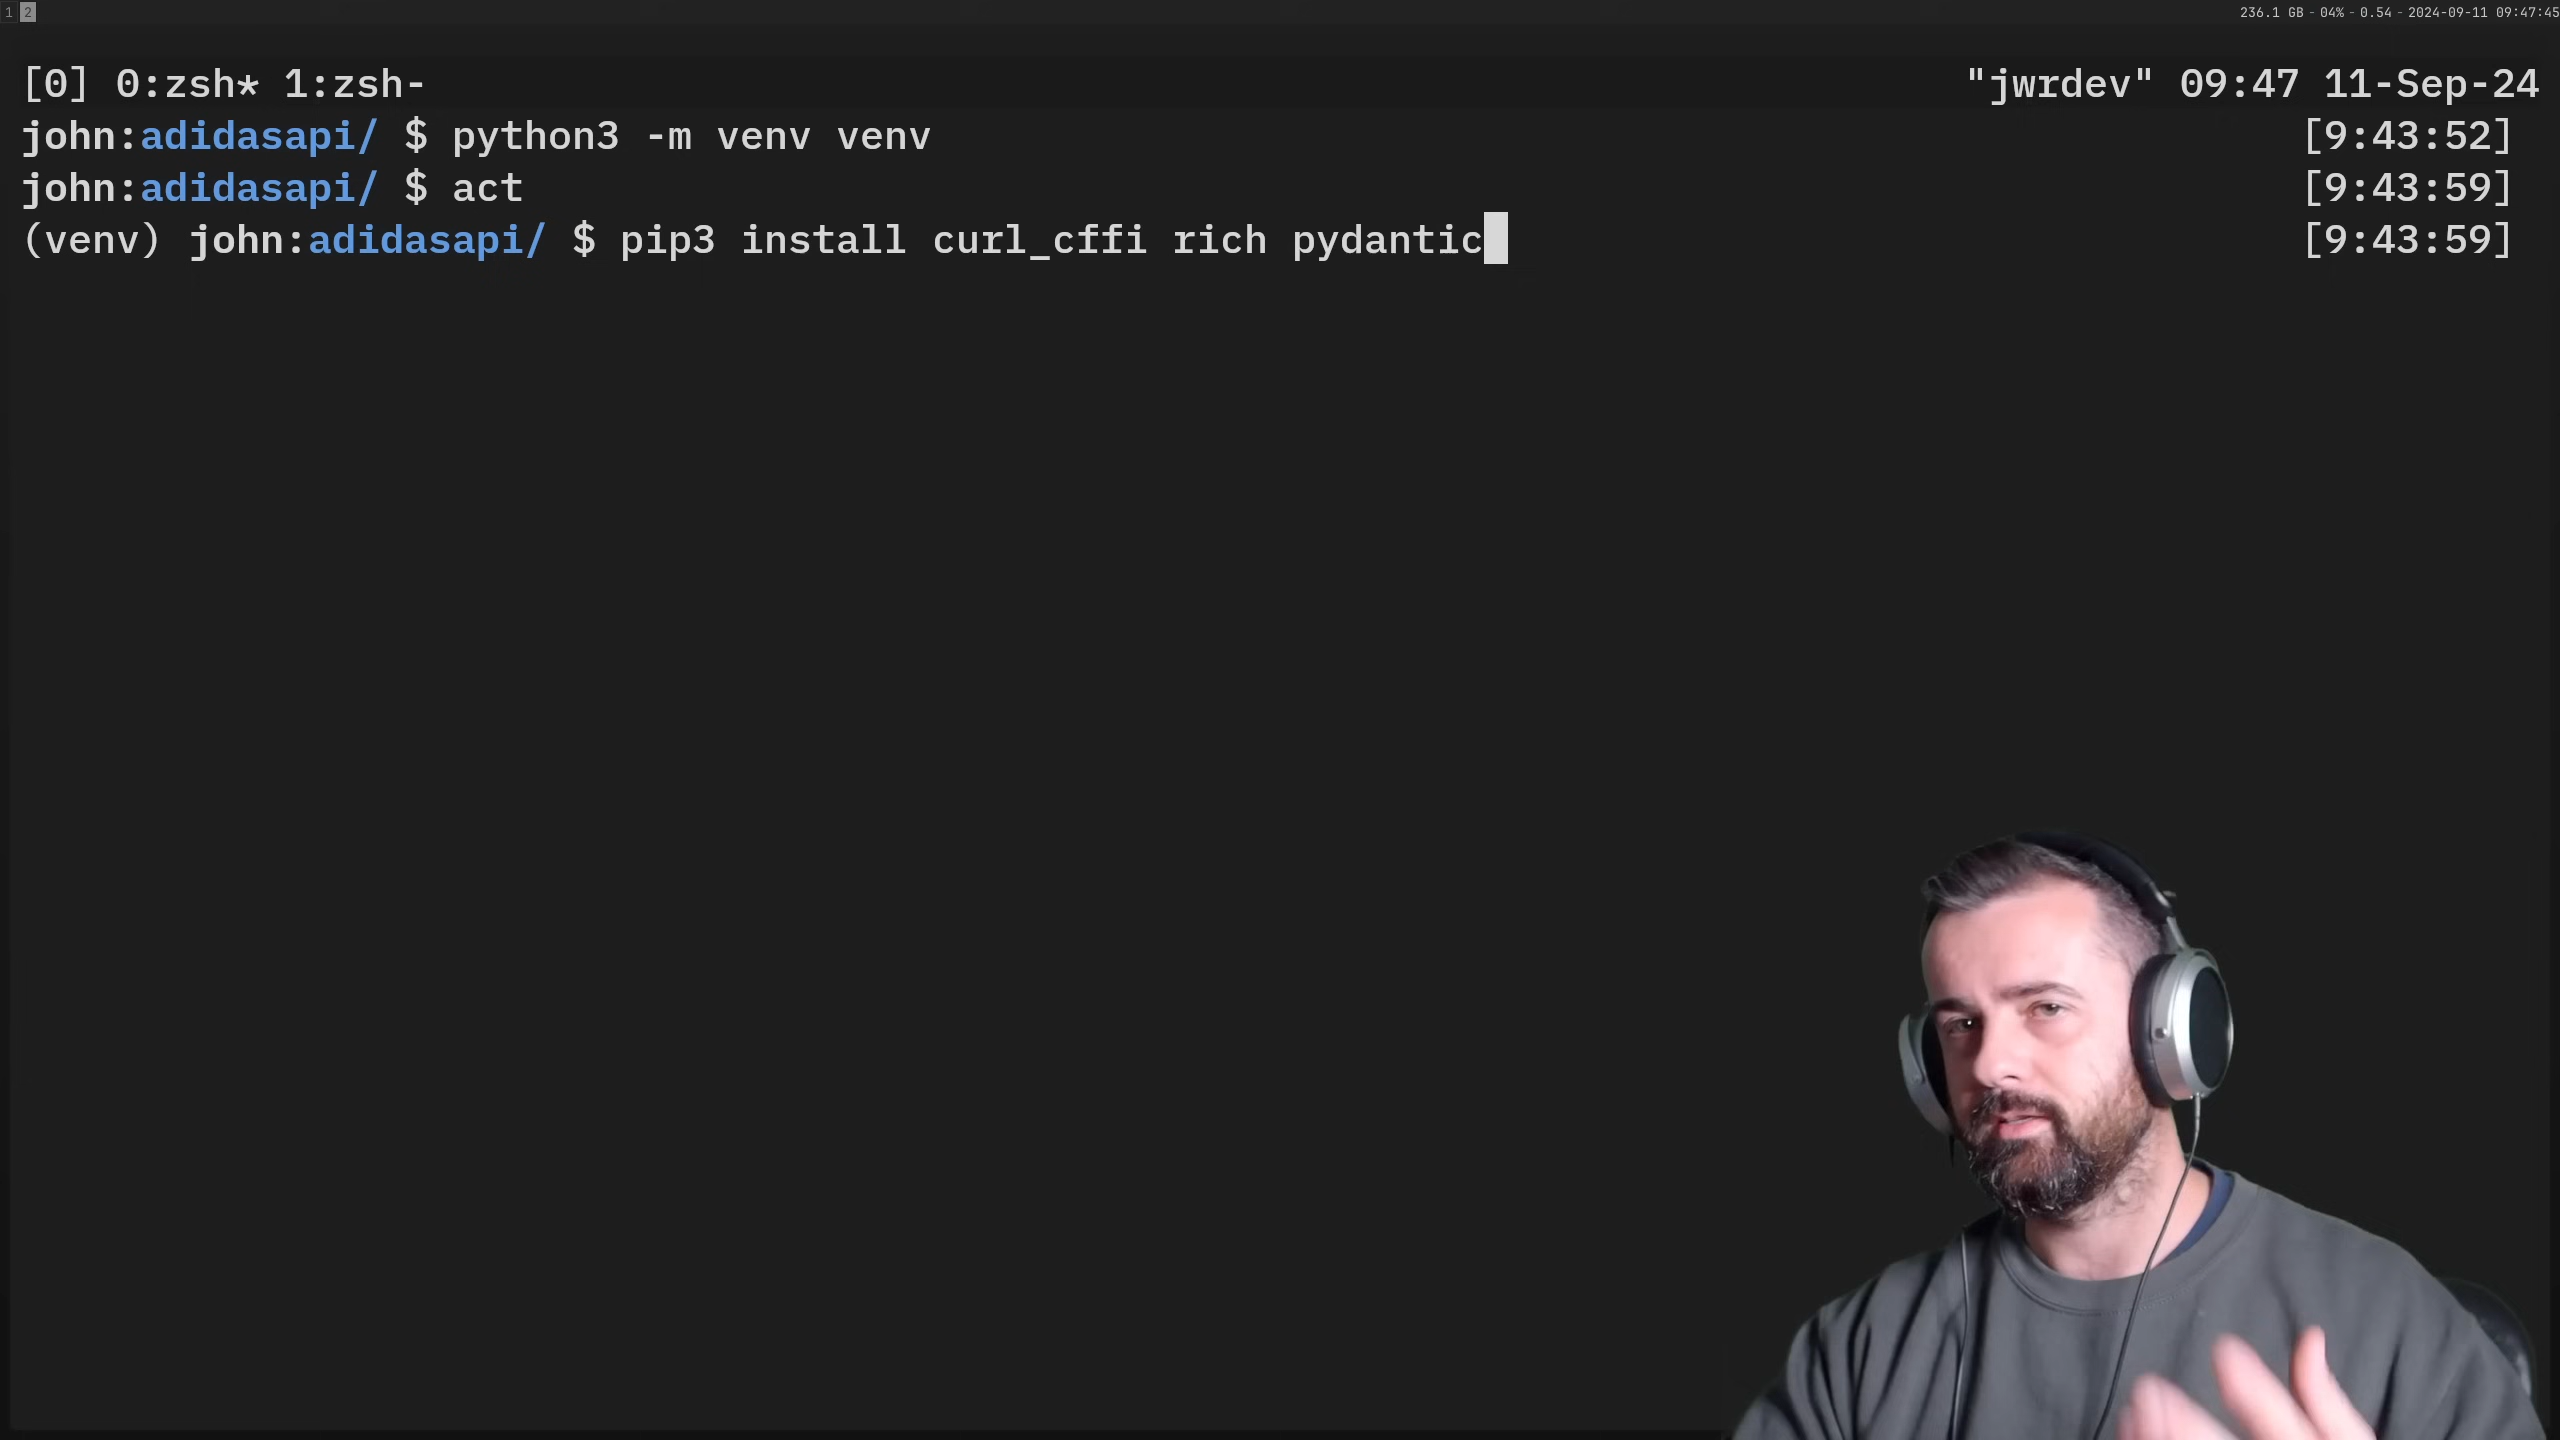 1 2
236.1 GB - 04% - 0.54 - 2024-09-11 09:47:45
[0] 0:zsh* 1:zsh- "jwrdev" 09:47 11-Sep-24
john:adidasapi/ $ python3 -m venv venv [9:43:52]
john:adidasapi/ $ act [9:43:59]
(venv) john:adidasapi/ $ pip3 install curl_cffi rich pydantic [9:43:59]